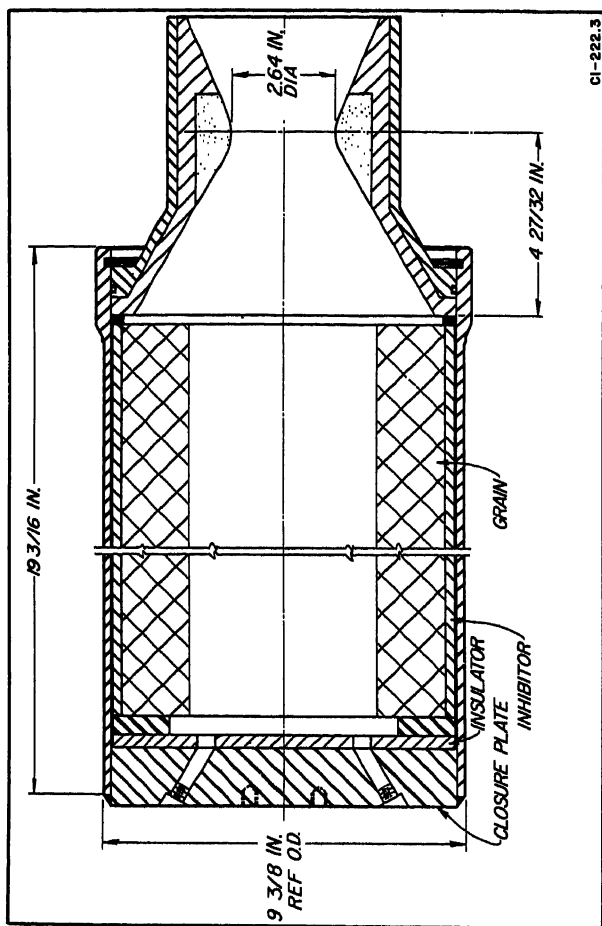 2.64 IN.
DIA
4 27/32 IN.
19 3/16 IN.
GRAIN
INHIBITOR
INSULATOR
CLOSURE PLATE
9 3/8 IN.
REF O.D.
CI-222.3